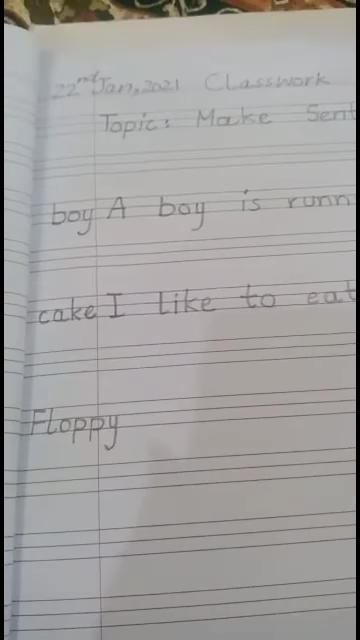 22nd Jan, 2021 Classwork
Topic: Make Sent
boy A boy is runn
cake I like to eat
Floppy